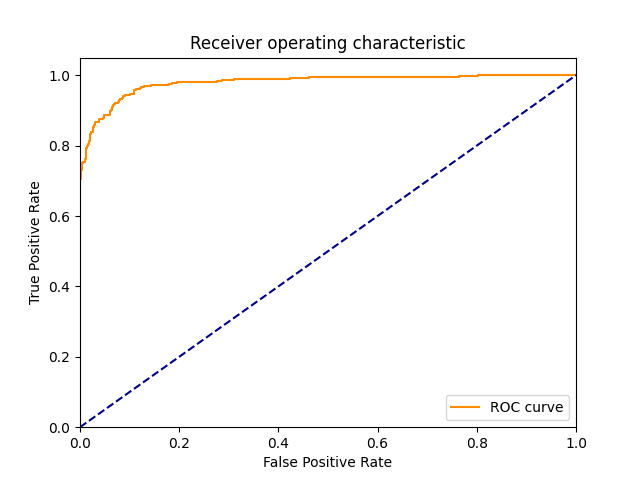 Receiver operating characteristic
True Positive Rate
1.0
0.8
0.6
0.4
0.2
0.0
0.0 0.2 0.4 0.6 0.8 1.0
False Positive Rate
ROC curve